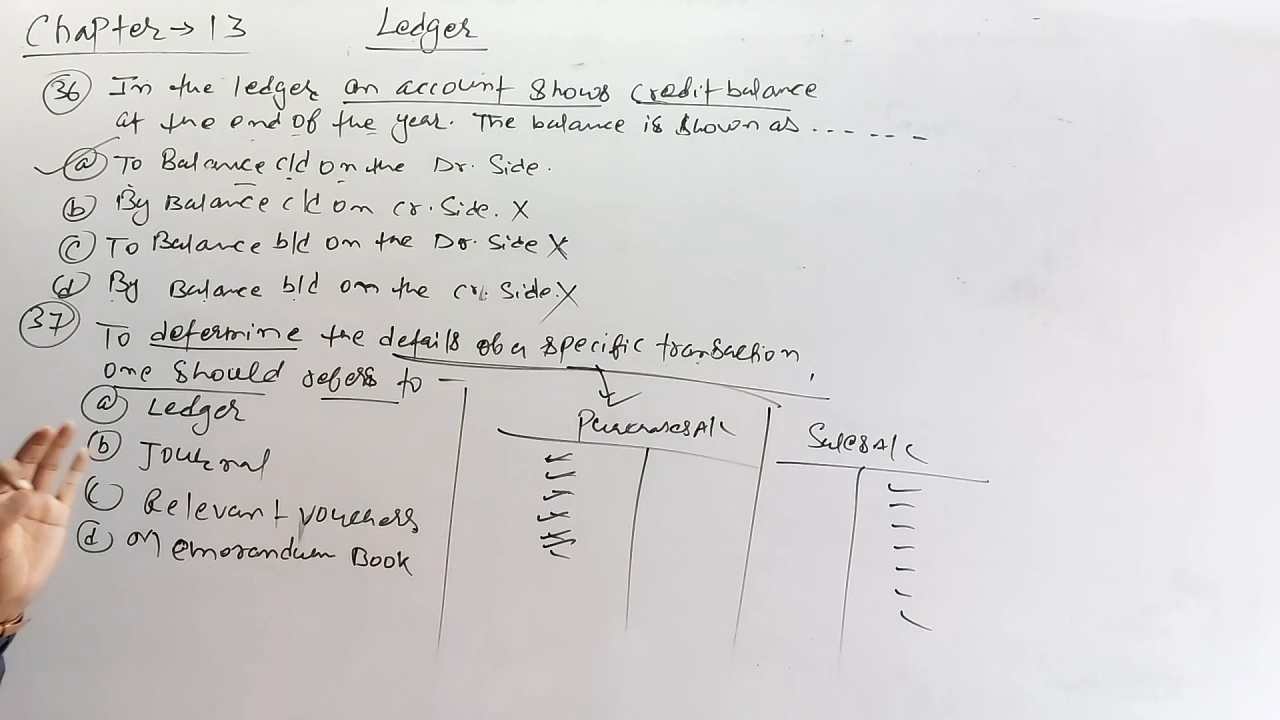 Chapter → 13 Ledger
36 In the ledger an account shows credit balance
at the end of the year. The balance is shown as ------
a To Balance c/d on the Dr. Side.
b By Balance c/d on Cr. Side. X
c To Balance b/d on the Dr. Side X
d By Balance b/d on the Cr. Side. X
37 To determine the details of a specific transaction,
one should refers to -
a Ledger
b Journal
c Relevant vouchers
d Memorandum Book
Purchases A/c
Sales A/c